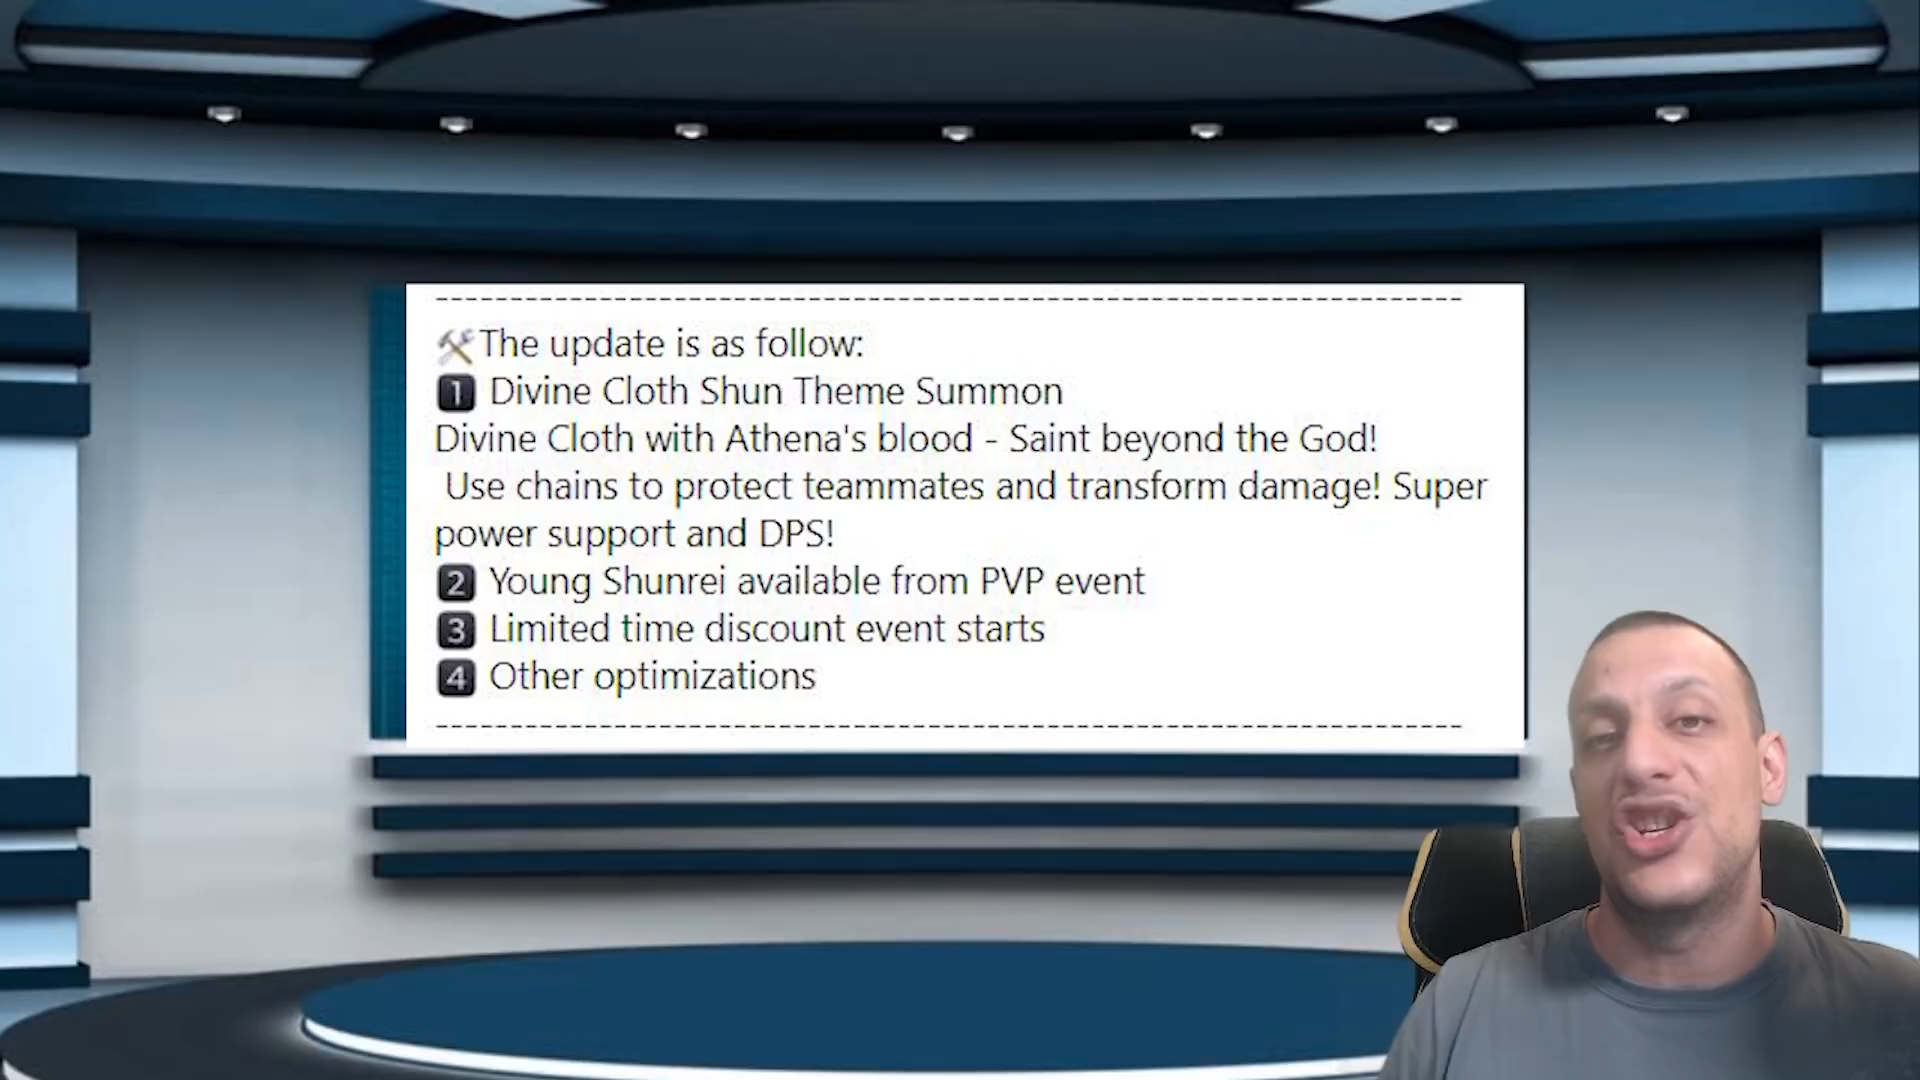 --------------------------------------------------------------------------
🛠The update is as follow:
1️⃣ Divine Cloth Shun Theme Summon
Divine Cloth with Athena's blood - Saint beyond the God!
Use chains to protect teammates and transform damage! Super
power support and DPS!
2️⃣ Young Shunrei available from PVP event
3️⃣ Limited time discount event starts
4️⃣ Other optimizations
--------------------------------------------------------------------------